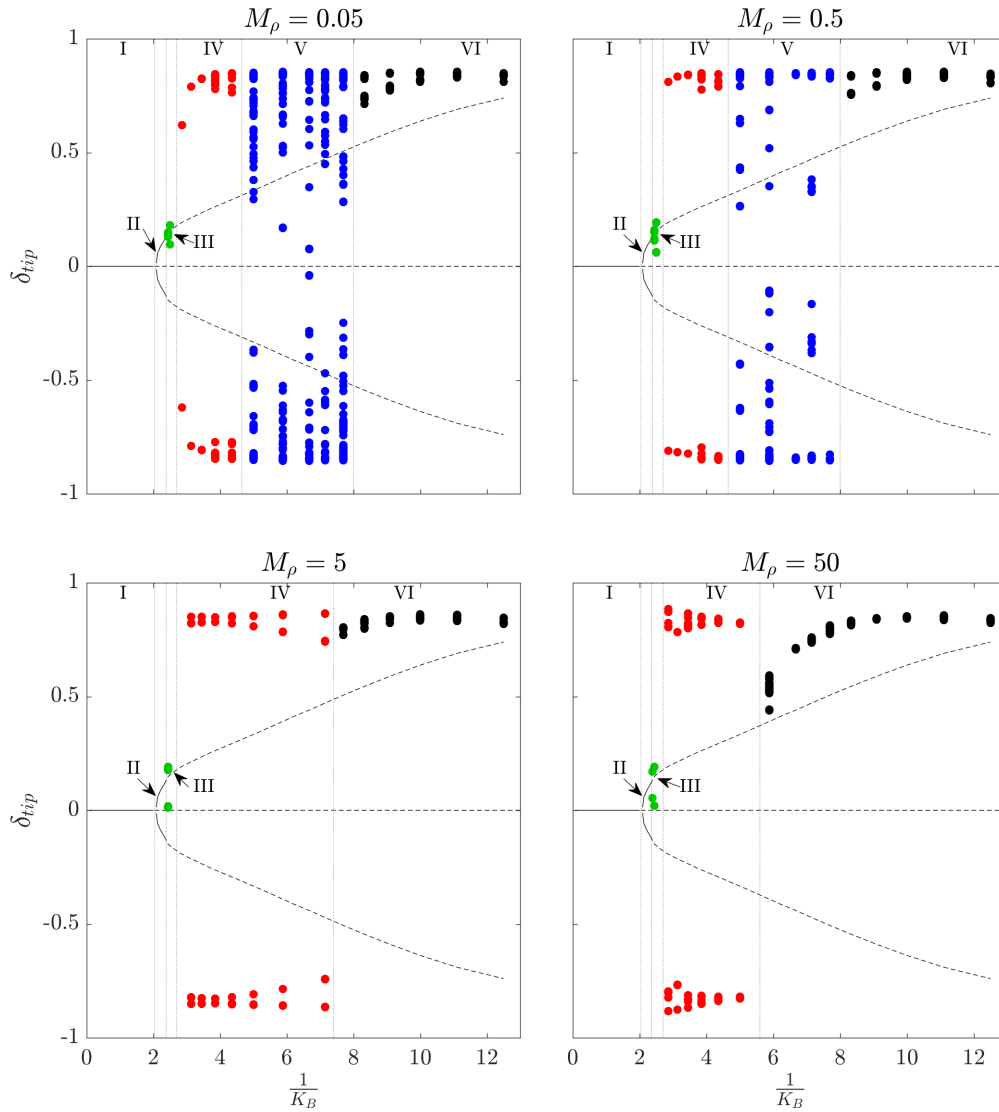 M_ρ = 0.05
M_ρ = 0.5
I IV V VI
I IV V VI
1
0.5
0
-0.5
-1
δ_tip
II
III
II
III
M_ρ = 5
M_ρ = 50
I IV VI
I IV VI
1
0.5
0
-0.5
-1
δ_tip
II
III
II
III
0 2 4 6 8 10 12
0 2 4 6 8 10 12
1/K_B
1/K_B